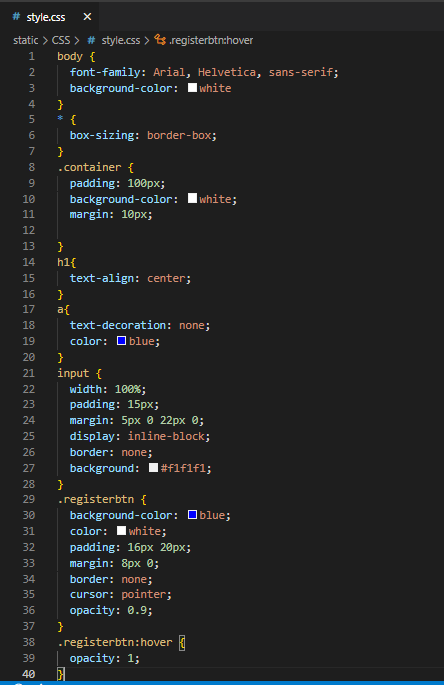 # style.css ×
static > CSS > # style.css > .registerbtn:hover
1 body {
2 font-family: Arial, Helvetica, sans-serif;
3 background-color: white
4 }
5 * {
6 box-sizing: border-box;
7 }
8 .container {
9 padding: 100px;
10 background-color: white;
11 margin: 10px;
12
13 }
14 h1{
15 text-align: center;
16 }
17 a{
18 text-decoration: none;
19 color: blue;
20 }
21 input {
22 width: 100%;
23 padding: 15px;
24 margin: 5px 0 22px 0;
25 display: inline-block;
26 border: none;
27 background: #f1f1f1;
28 }
29 .registerbtn {
30 background-color: blue;
31 color: white;
32 padding: 16px 20px;
33 margin: 8px 0;
34 border: none;
35 cursor: pointer;
36 opacity: 0.9;
37 }
38 .registerbtn:hover {
39 opacity: 1;
40 }